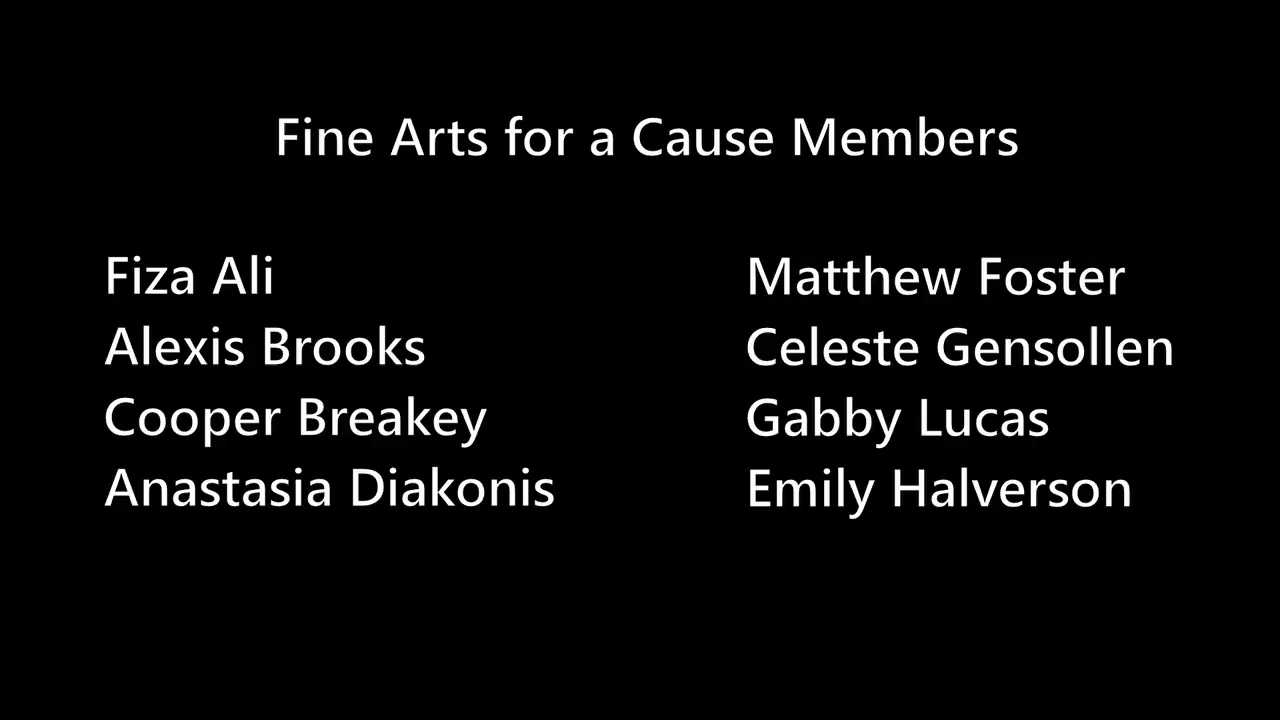 Fine Arts for a Cause Members
Fiza Ali
Alexis Brooks
Cooper Breakey
Anastasia Diakonis
Matthew Foster
Celeste Gensollen
Gabby Lucas
Emily Halverson